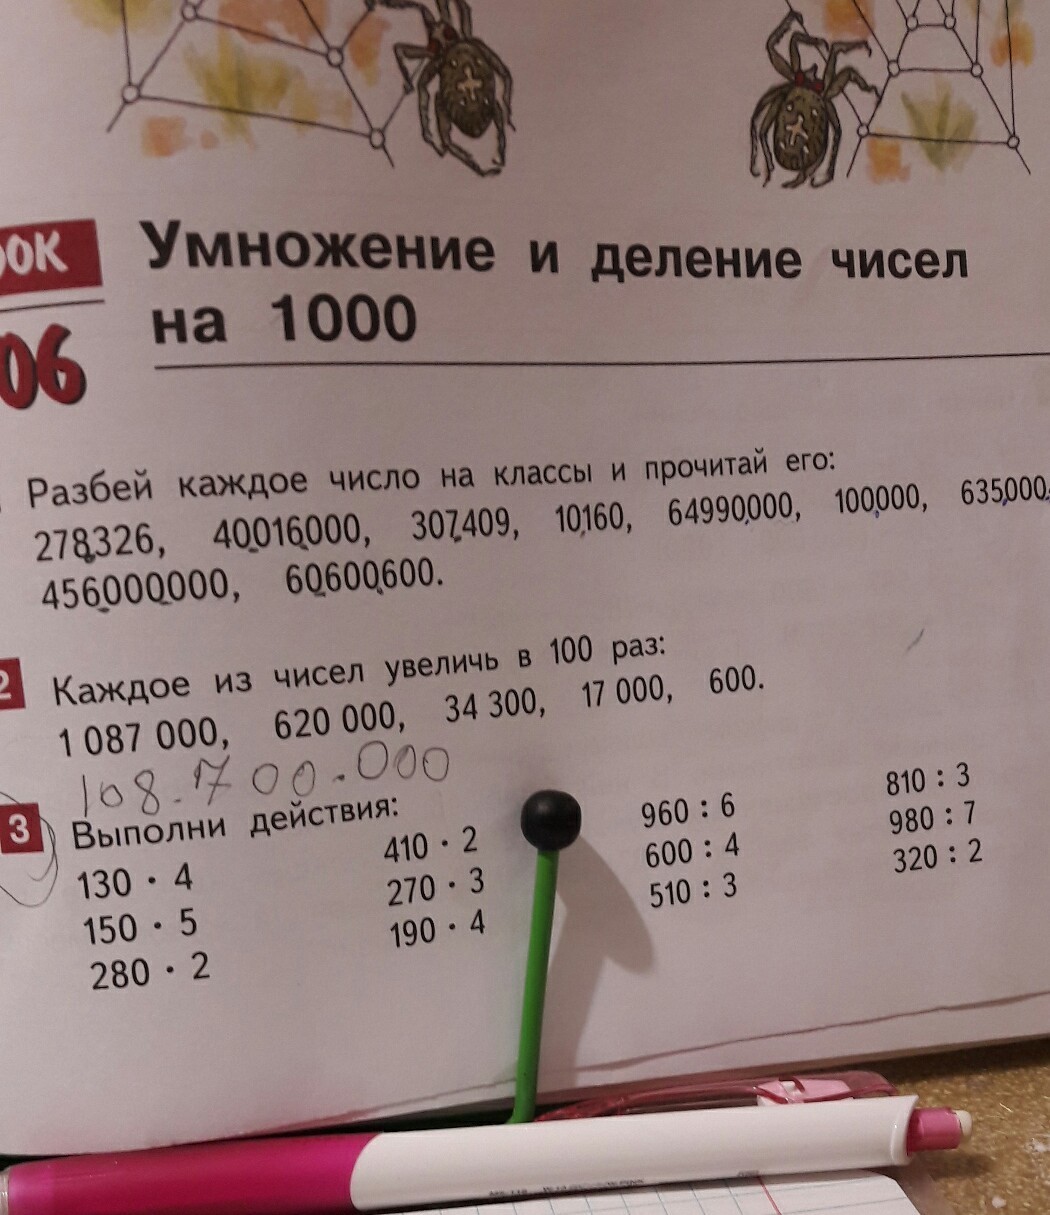 Умножение и деление чисел
на 1000
06
Разбей каждое число на классы и прочитай его:
278326, 40016000, 307409, 10160, 64990000, 100000, 635000,
456000000, 60600600.
2 Каждое из чисел увеличь в 100 раз:
1 087 000, 620 000, 34 300, 17 000, 600.
108.700.000
3 Выполни действия:
130 · 4 410 · 2 960 : 6 810 : 3
150 · 5 270 · 3 600 : 4 980 : 7
280 · 2 190 · 4 510 : 3 320 : 2